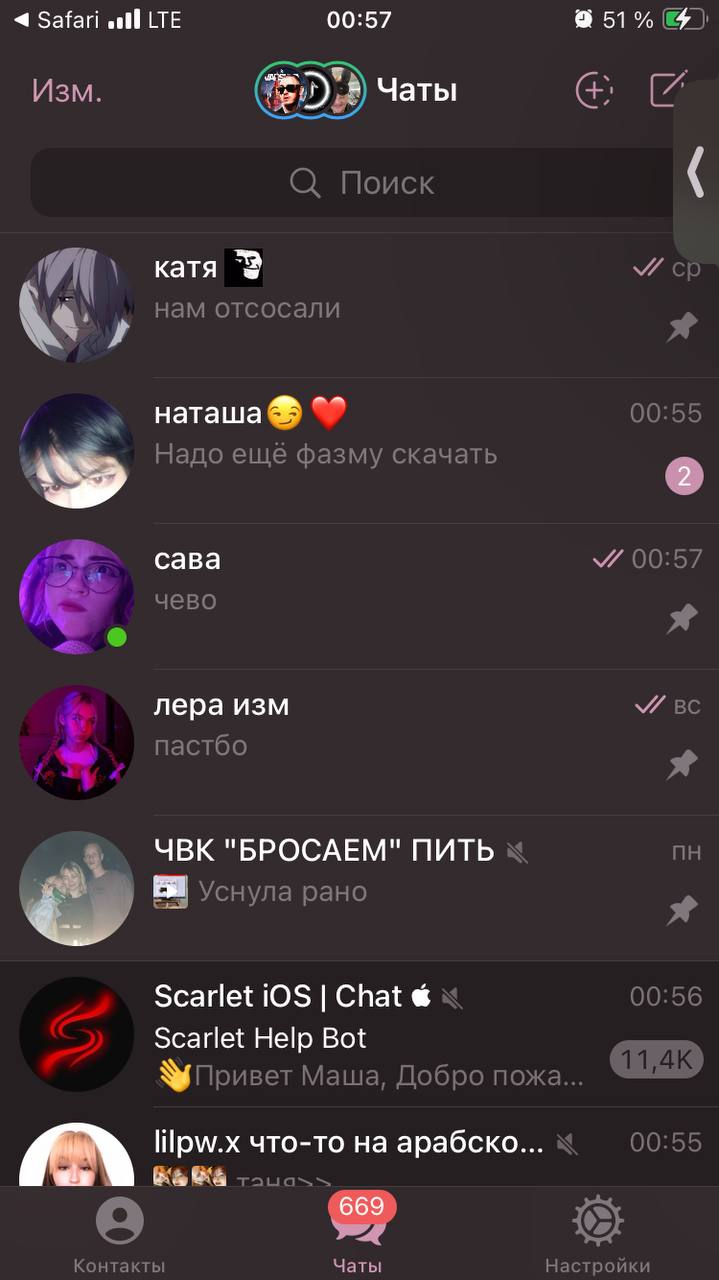 Safari LTE 00:57 51 %
Изм. Чаты
Поиск
катя ср
нам отсосали
наташа😏❤️ 00:55
Надо ещё фазму скачать
2
сава 00:57
чево
лера изм вс
пастбо
ЧВК "БРОСАЕМ" ПИТЬ пн
Уснула рано
Scarlet iOS | Chat 00:56
Scarlet Help Bot
11,4K
👋Привет Маша, Добро пожа...
lilpw.x что-то на арабско... 00:55
таня>>
669
Контакты Чаты Настройки